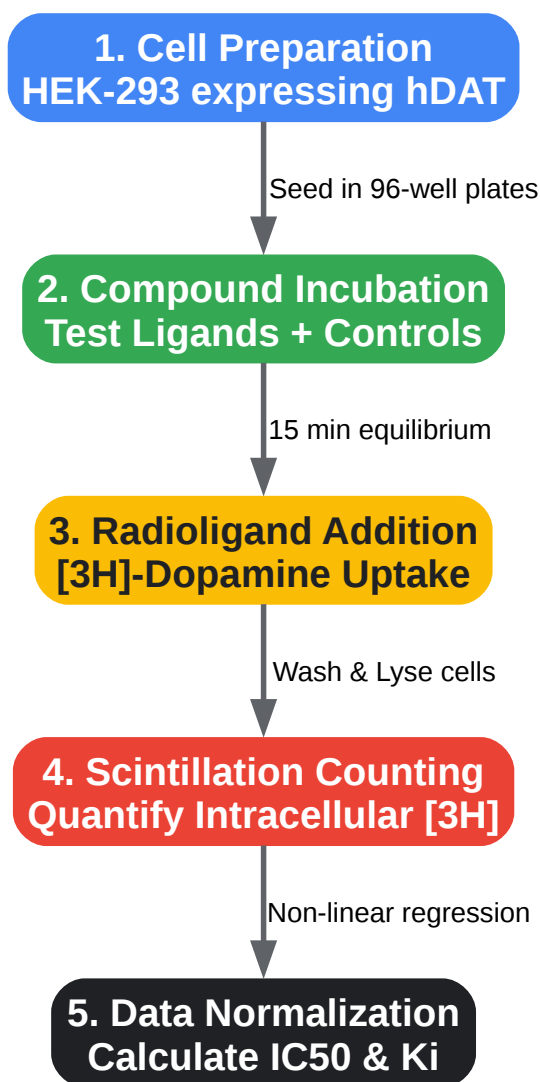 1. Cell Preparation
HEK-293 expressing hDAT
Seed in 96-well plates
2. Compound Incubation
Test Ligands + Controls
15 min equilibrium
3. Radioligand Addition
[3H]-Dopamine Uptake
Wash & Lyse cells
4. Scintillation Counting
Quantify Intracellular [3H]
Non-linear regression
5. Data Normalization
Calculate IC50 & Ki